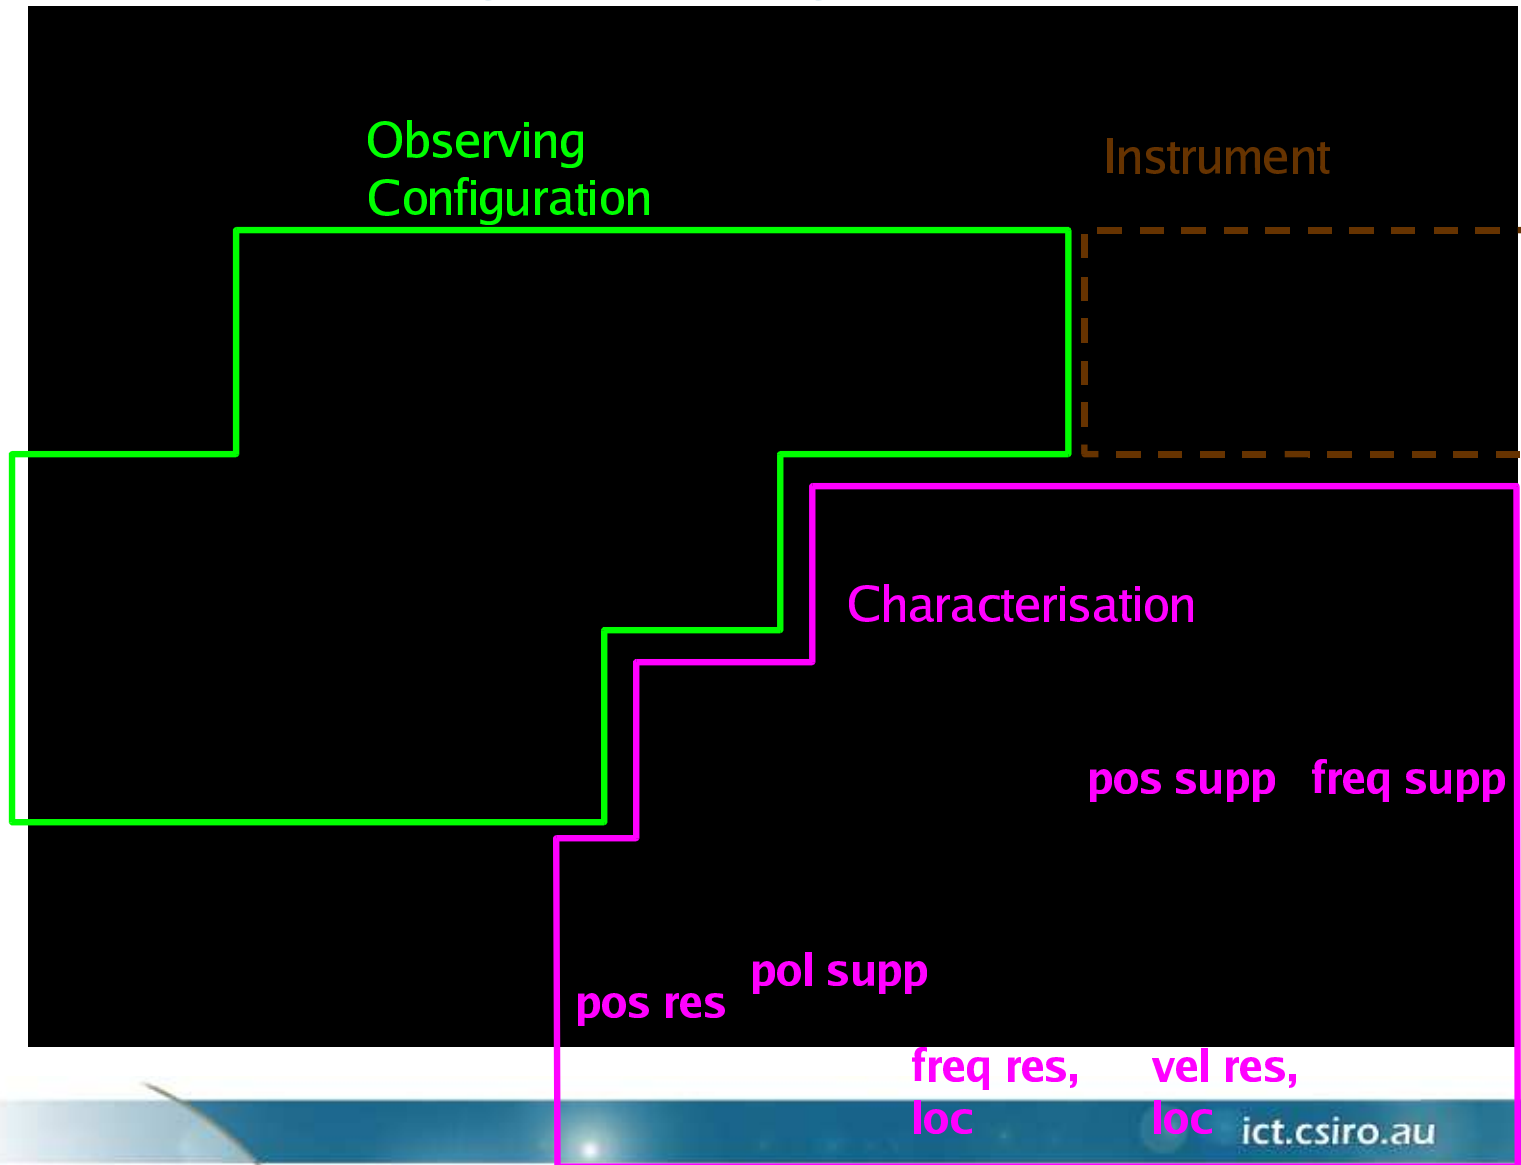 Observing
Configuration
Instrument
Characterisation
pos supp freq supp
pol supp
pos res
freq res,
loc
vel res,
loc
ict.csiro.au